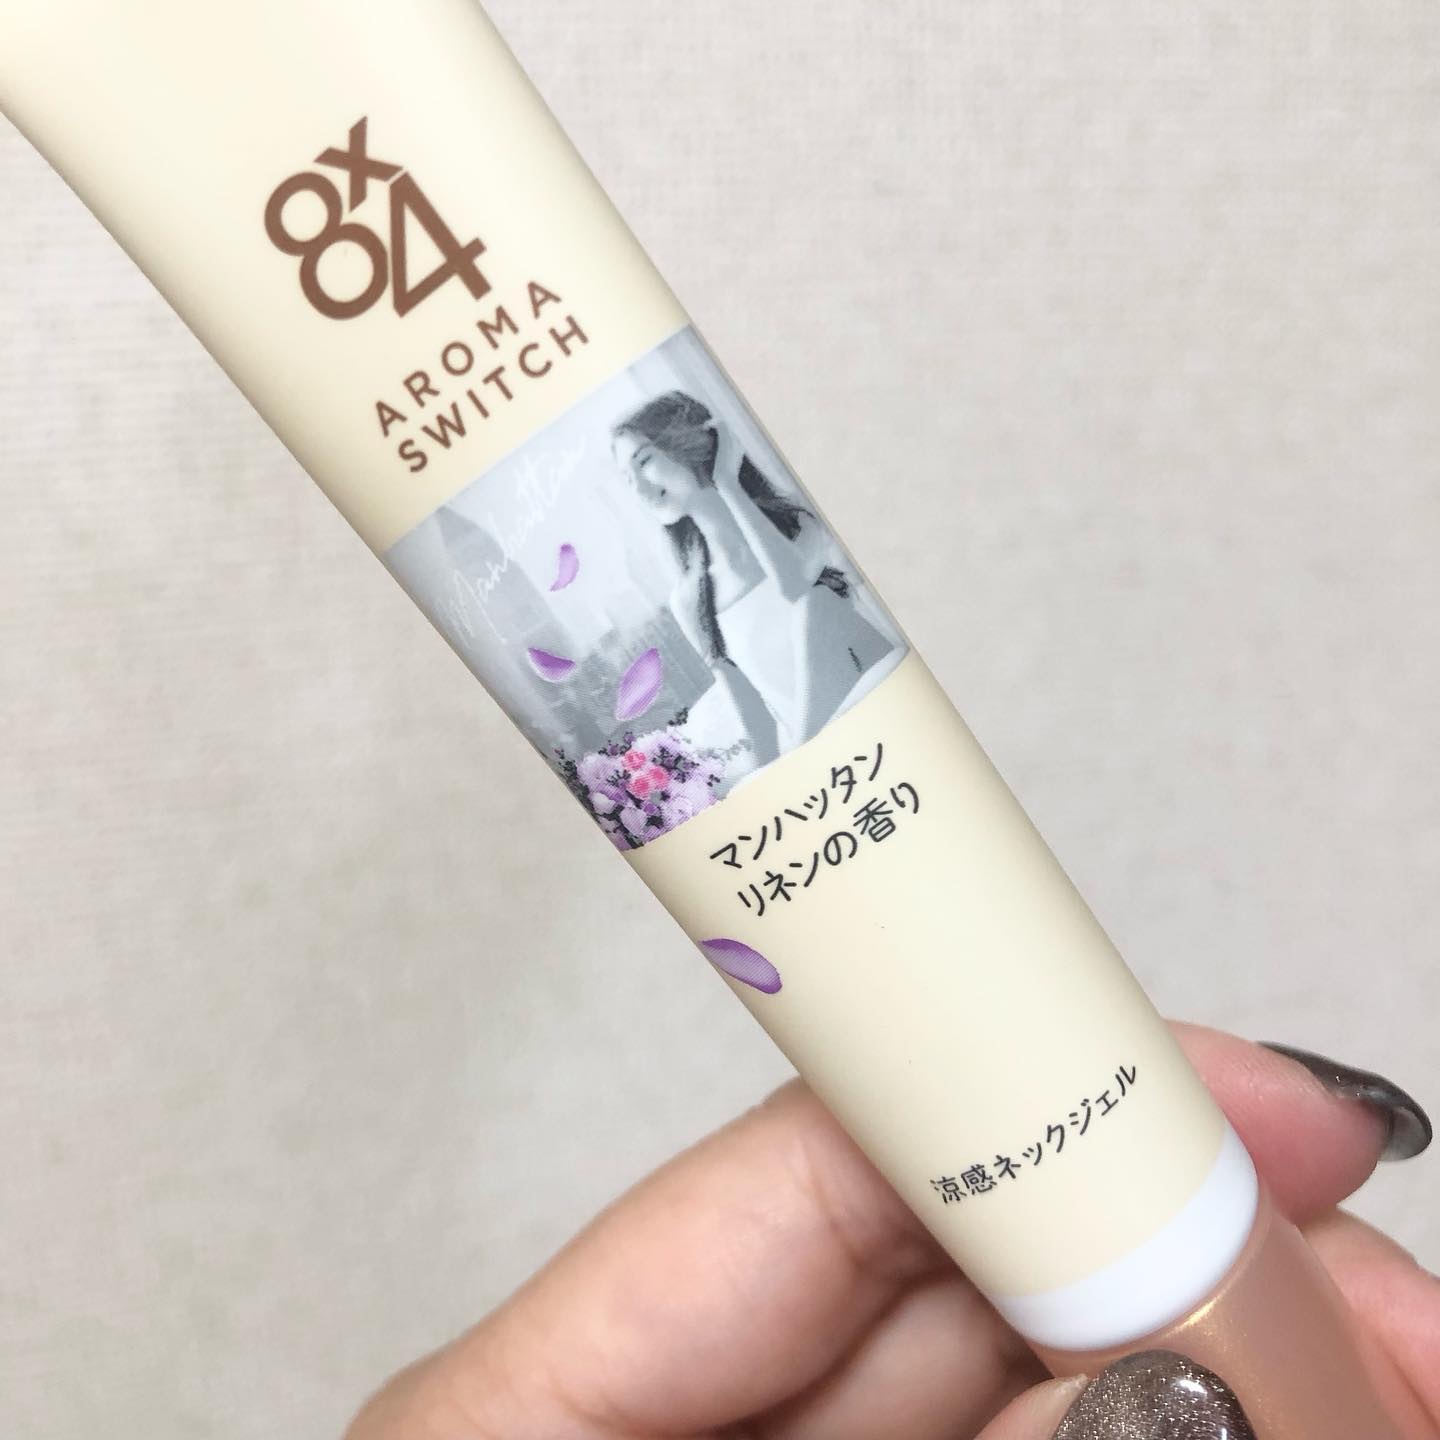 8x4
AROMA
SWITCH
Manhattan
マンハッタン
リネンの香り
涼感ネックジェル